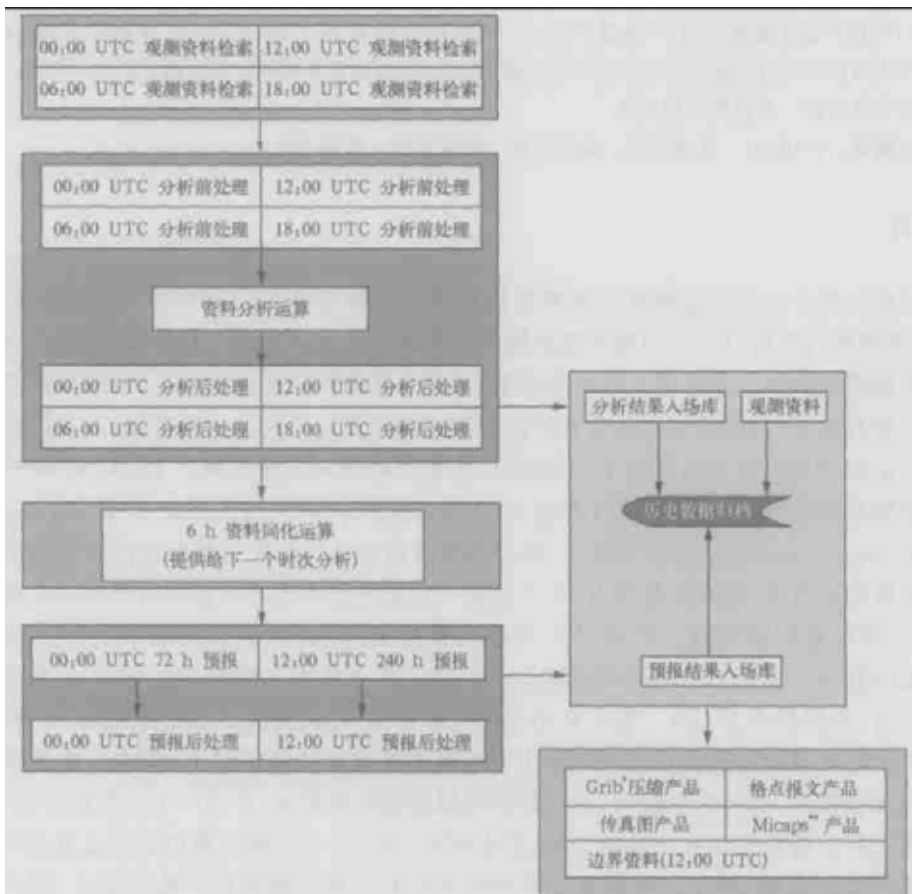 00:00 UTC 观测资料检索 12:00 UTC 观测资料检索
06:00 UTC 观测资料检索 18:00 UTC 观测资料检索
00:00 UTC 分析前处理 12:00 UTC 分析前处理
06:00 UTC 分析前处理 18:00 UTC 分析前处理
资料分析运算
00:00 UTC 分析后处理 12:00 UTC 分析后处理
06:00 UTC 分析后处理 18:00 UTC 分析后处理
分析结果入场库 观测资料
历史数据归档
6 h 资料同化运算
(提供给下一个时次分析)
00:00 UTC 72 h 预报 12:00 UTC 240 h 预报
预报结果入场库
00:00 UTC 预报后处理 12:00 UTC 预报后处理
Grib*压缩产品 格点报文产品
传真图产品 Micaps** 产品
边界资料(12:00 UTC)